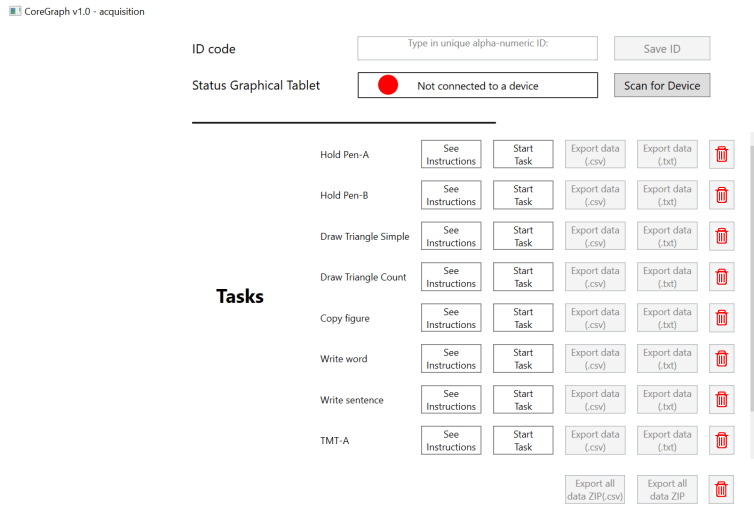 CoreGraph v1.0 - acquisition
ID code
Type in unique alpha-numeric ID:
Save ID
Status Graphical Tablet
Not connected to a device
Scan for Device
Tasks
Hold Pen-A
See
Instructions
Start
Task
Export data
(.csv)
Export data
(.txt)
Hold Pen-B
See
Instructions
Start
Task
Export data
(.csv)
Export data
(.txt)
Draw Triangle Simple
See
Instructions
Start
Task
Export data
(.csv)
Export data
(.txt)
Draw Triangle Count
See
Instructions
Start
Task
Export data
(.csv)
Export data
(.txt)
Copy figure
See
Instructions
Start
Task
Export data
(.csv)
Export data
(.txt)
Write word
See
Instructions
Start
Task
Export data
(.csv)
Export data
(.txt)
Write sentence
See
Instructions
Start
Task
Export data
(.csv)
Export data
(.txt)
TMT-A
See
Instructions
Start
Task
Export data
(.csv)
Export data
(.txt)
Export all
data ZIP(.csv)
Export all
data ZIP